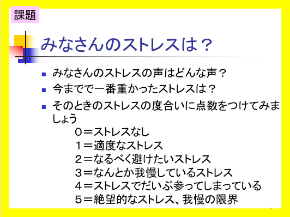 課題
みなさんのストレスは？
みなさんのストレスの声はどんな声？
今までで一番重かったストレスは？
そのときのストレスの度合いに点数をつけてみま
しょう
０＝ストレスなし
１＝適度なストレス
２＝なるべく避けたいストレス
３＝なんとか我慢しているストレス
４＝ストレスでだいぶ参ってしまっている
５＝絶望的なストレス、我慢の限界